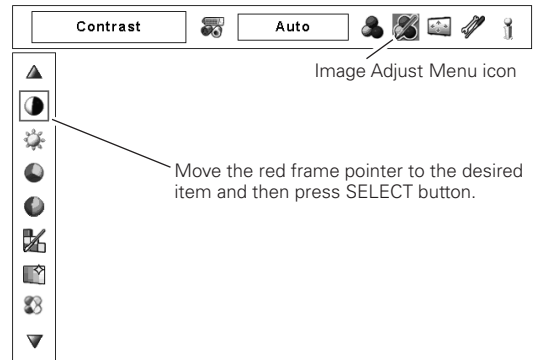 Contrast
Auto
Image Adjust Menu icon
Move the red frame pointer to the desired
item and then press SELECT button.